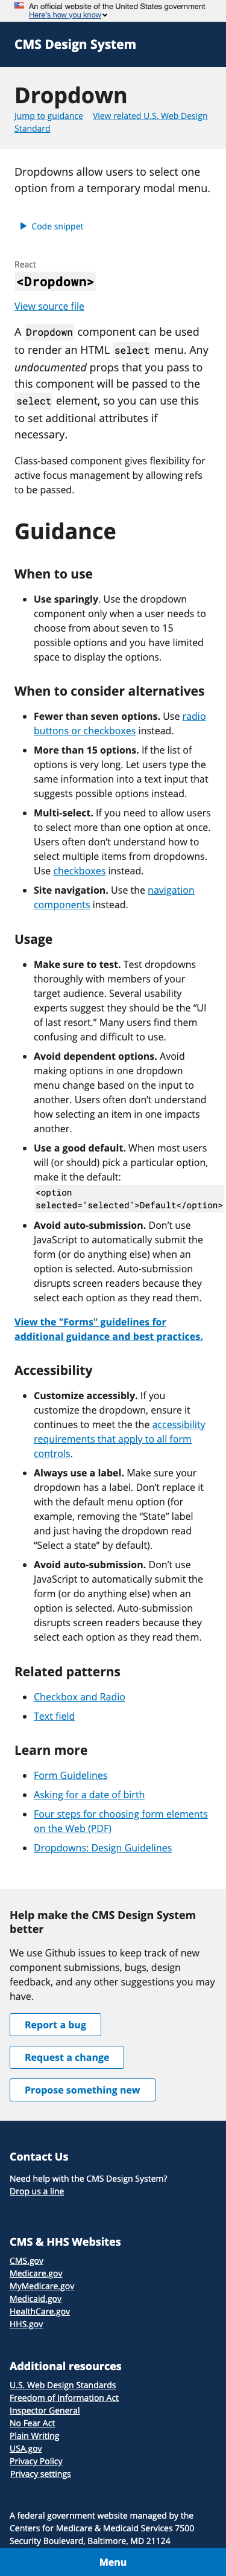 An official website of the United States government
Here's how you know
CMS Design System
Dropdown
Jump to guidance View related U.S. Web Design
Standard
Dropdowns allow users to select one
option from a temporary modal menu.
Code snippet
React
<Dropdown>
View source file
A Dropdown component can be used
to render an HTML select menu. Any
undocumented props that you pass to
this component will be passed to the
select element, so you can use this
to set additional attributes if
necessary.
Class-based component gives flexibility for
active focus management by allowing refs
to be passed.
Guidance
When to use
Use sparingly. Use the dropdown
component only when a user needs to
choose from about seven to 15
possible options and you have limited
space to display the options.
When to consider alternatives
Fewer than seven options. Use radio
buttons or checkboxes instead.
More than 15 options. If the list of
options is very long. Let users type the
same information into a text input that
suggests possible options instead.
Multi-select. If you need to allow users
to select more than one option at once.
Users often don't understand how to
select multiple items from dropdowns.
Use checkboxes instead.
Site navigation. Use the navigation
components instead.
Usage
Make sure to test. Test dropdowns
thoroughly with members of your
target audience. Several usability
experts suggest they should be the “UI
of last resort.” Many users find them
confusing and difficult to use.
Avoid dependent options. Avoid
making options in one dropdown
menu change based on the input to
another. Users often don't understand
how selecting an item in one impacts
another.
Use a good default. When most users
will (or should) pick a particular option,
make it the default:
<option
selected="selected">Default</option>
Avoid auto-submission. Don't use
JavaScript to automatically submit the
form (or do anything else) when an
option is selected. Auto-submission
disrupts screen readers because they
select each option as they read them.
View the "Forms" guidelines for
additional guidance and best practices.
Accessibility
Customize accessibly. If you
customize the dropdown, ensure it
continues to meet the the accessibility
requirements that apply to all form
controls.
Always use a label. Make sure your
dropdown has a label. Don't replace it
with the default menu option (for
example, removing the “State” label
and just having the dropdown read
“Select a state” by default).
Avoid auto-submission. Don't use
JavaScript to automatically submit the
form (or do anything else) when an
option is selected. Auto-submission
disrupts screen readers because they
select each option as they read them.
Related patterns
Checkbox and Radio
Text field
Learn more
Form Guidelines
Asking for a date of birth
Four steps for choosing form elements
on the Web (PDF)
Dropdowns: Design Guidelines
Help make the CMS Design System
better
We use Github issues to keep track of new
component submissions, bugs, design
feedback, and any other suggestions you may
have.
Report a bug
Request a change
Propose something new
Contact Us
Need help with the CMS Design System?
Drop us a line
CMS & HHS Websites
CMS.gov
Medicare.gov
MyMedicare.gov
Medicaid.gov
HealthCare.gov
HHS.gov
Additional resources
U.S. Web Design Standards
Freedom of Information Act
Inspector General
No Fear Act
Plain Writing
USA.gov
Privacy Policy
Privacy settings
A federal government website managed by the
Centers for Medicare & Medicaid Services 7500
Security Boulevard, Baltimore, MD 21124
Menu